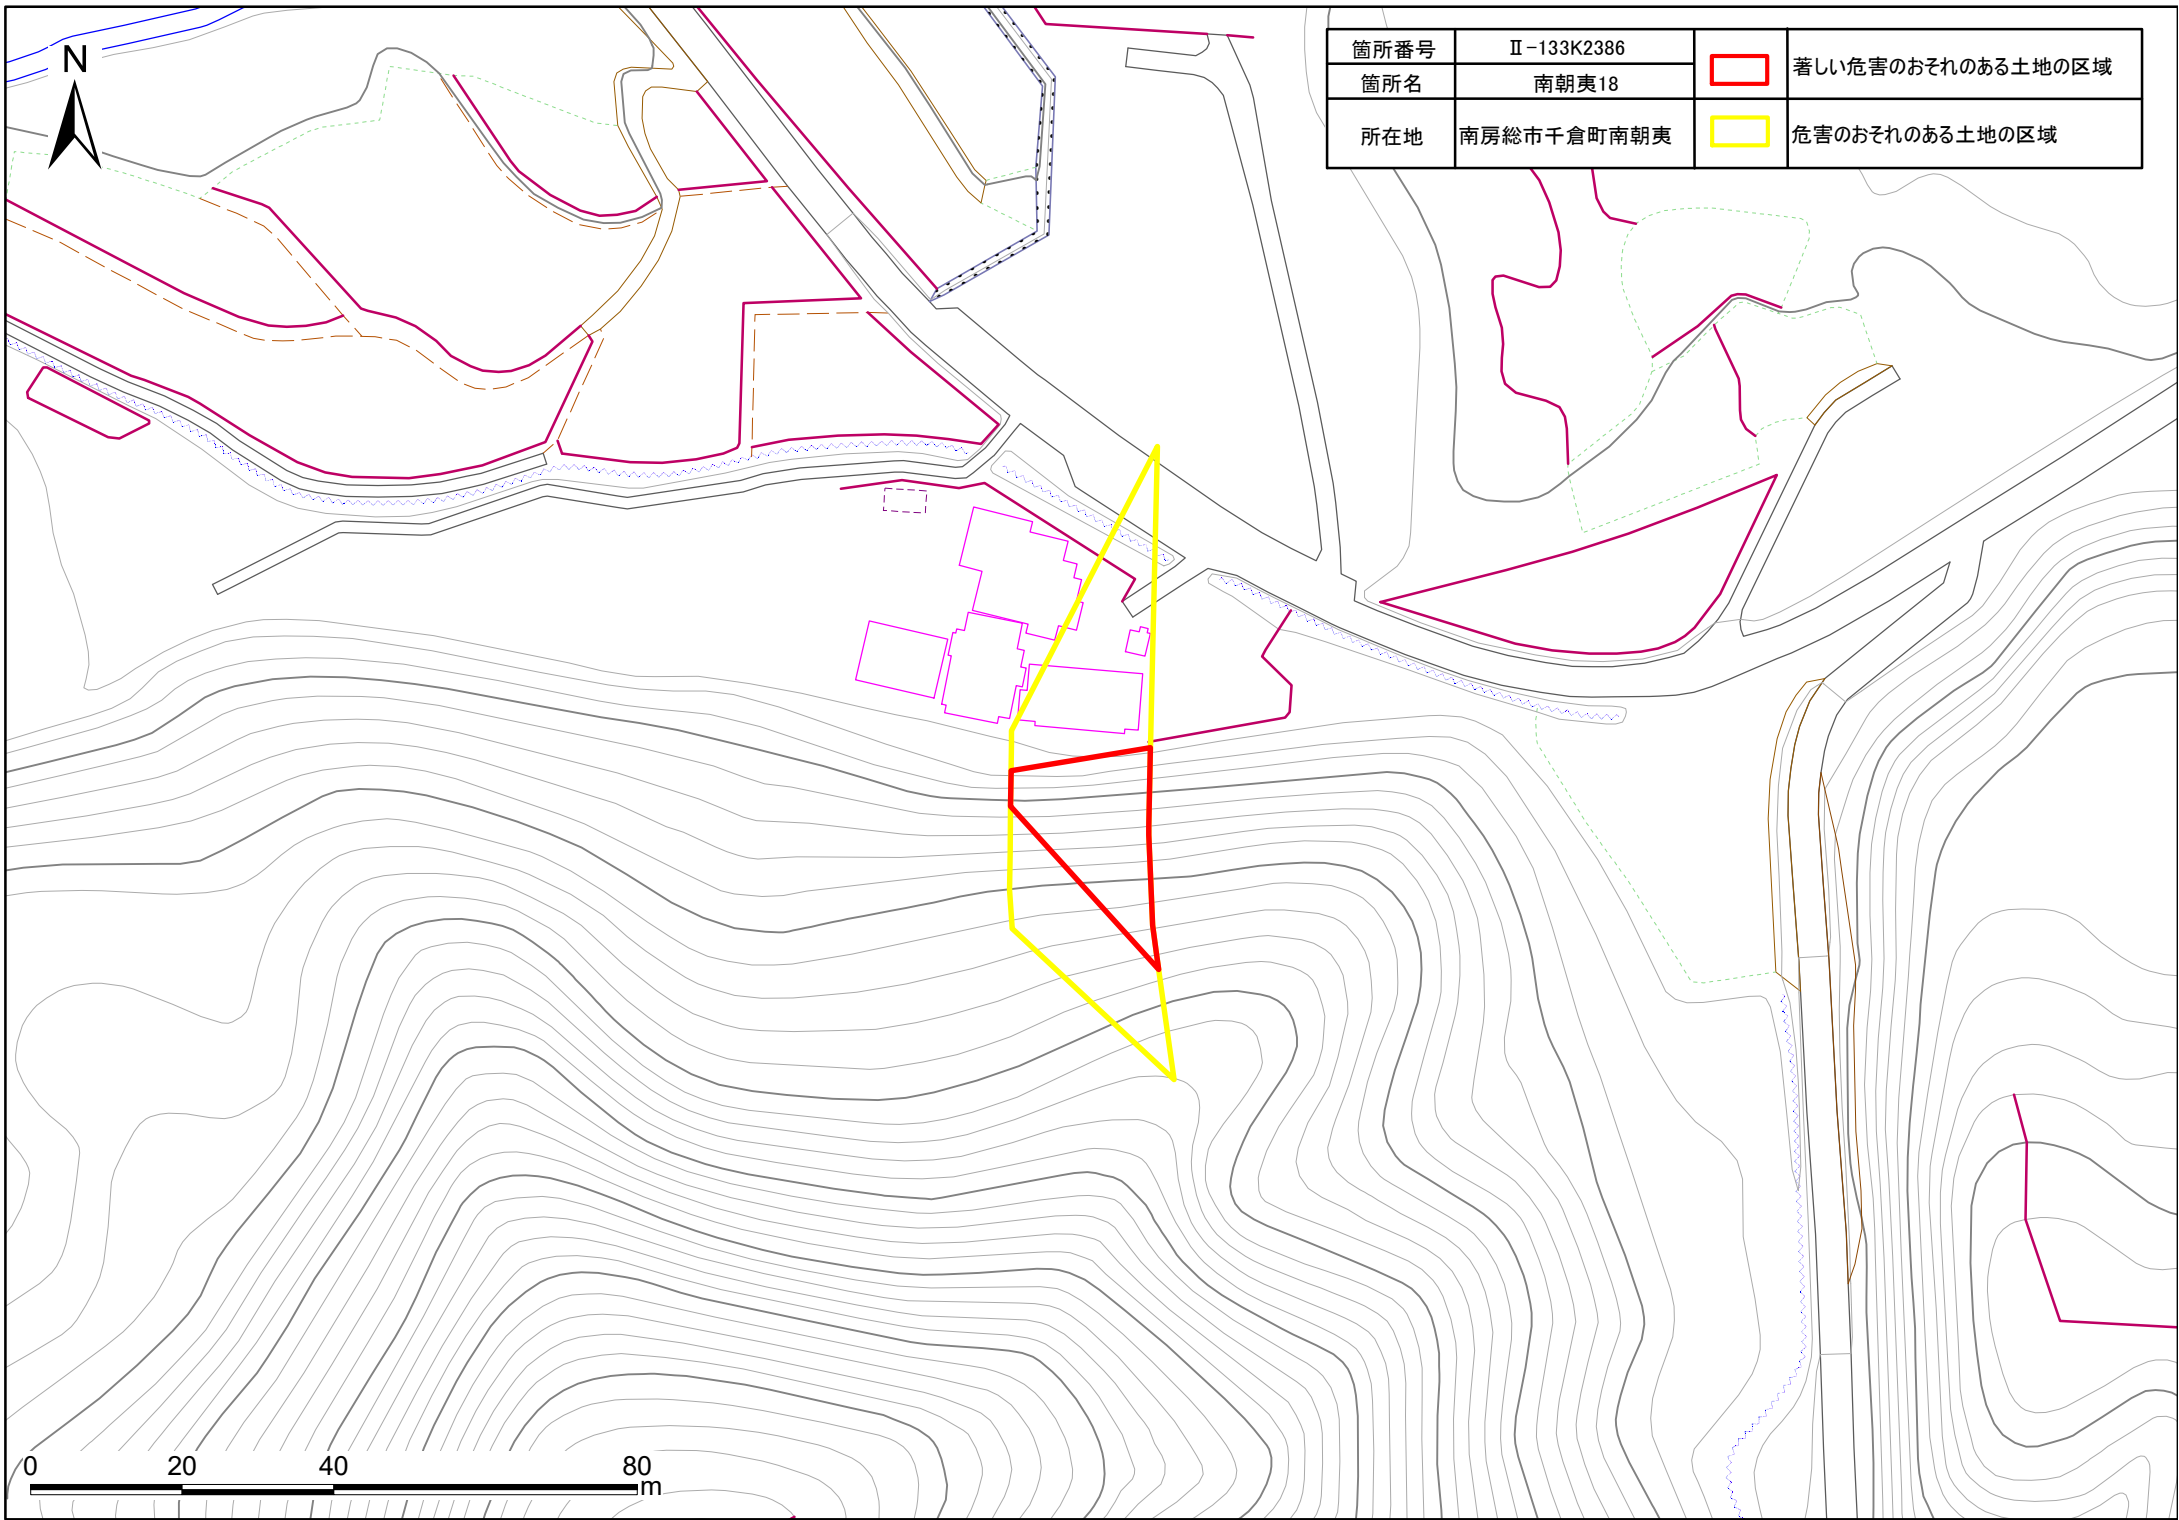 N
箇所番号 Ⅱ-133K2386
箇所名 南朝夷18
所在地 南房総市千倉町南朝夷
著しい危害のおそれのある土地の区域
危害のおそれのある土地の区域
0 20 40 80
m